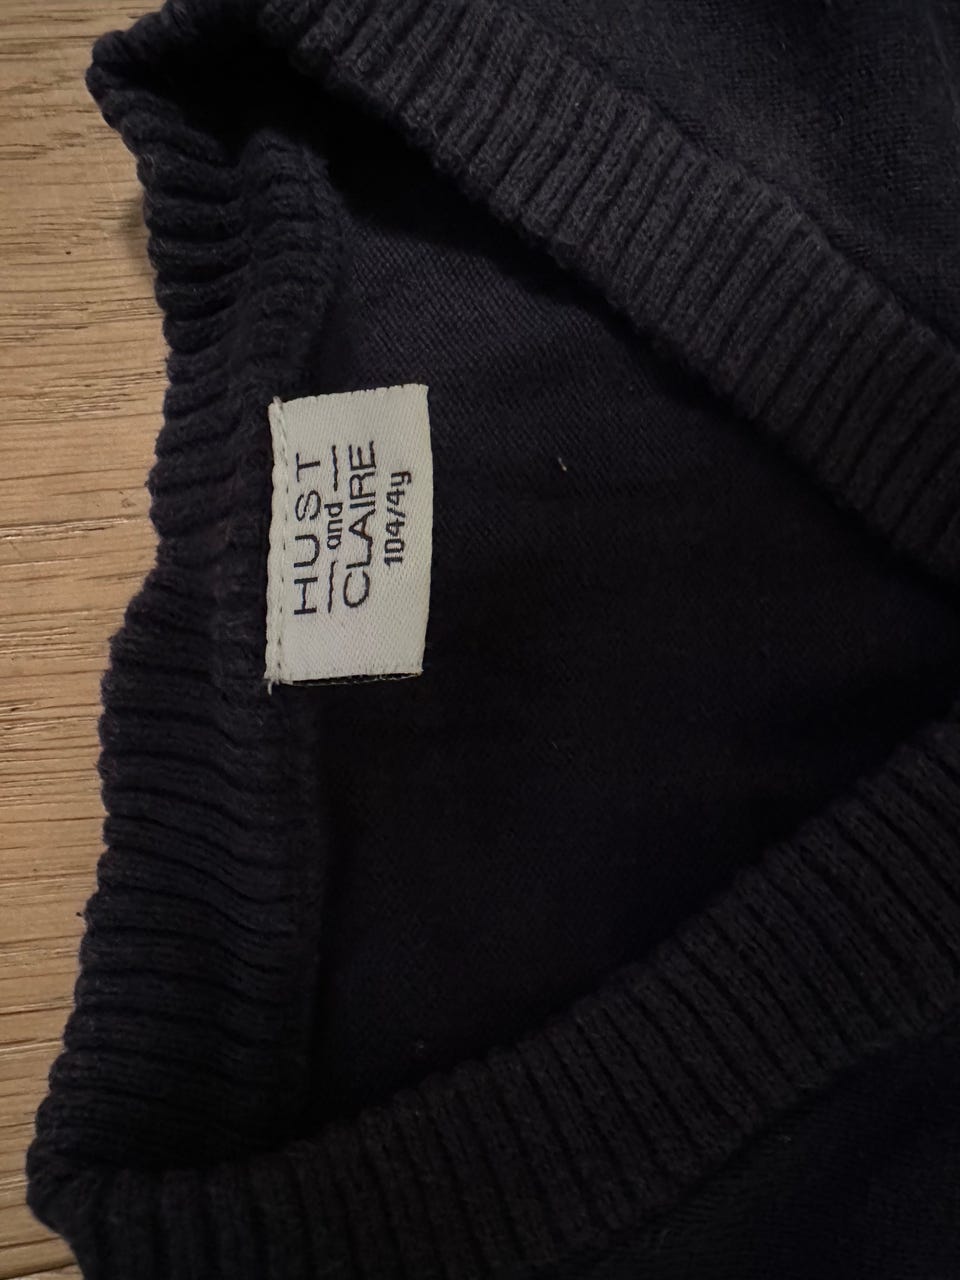 HUST
and
CLAIRE
104/4y